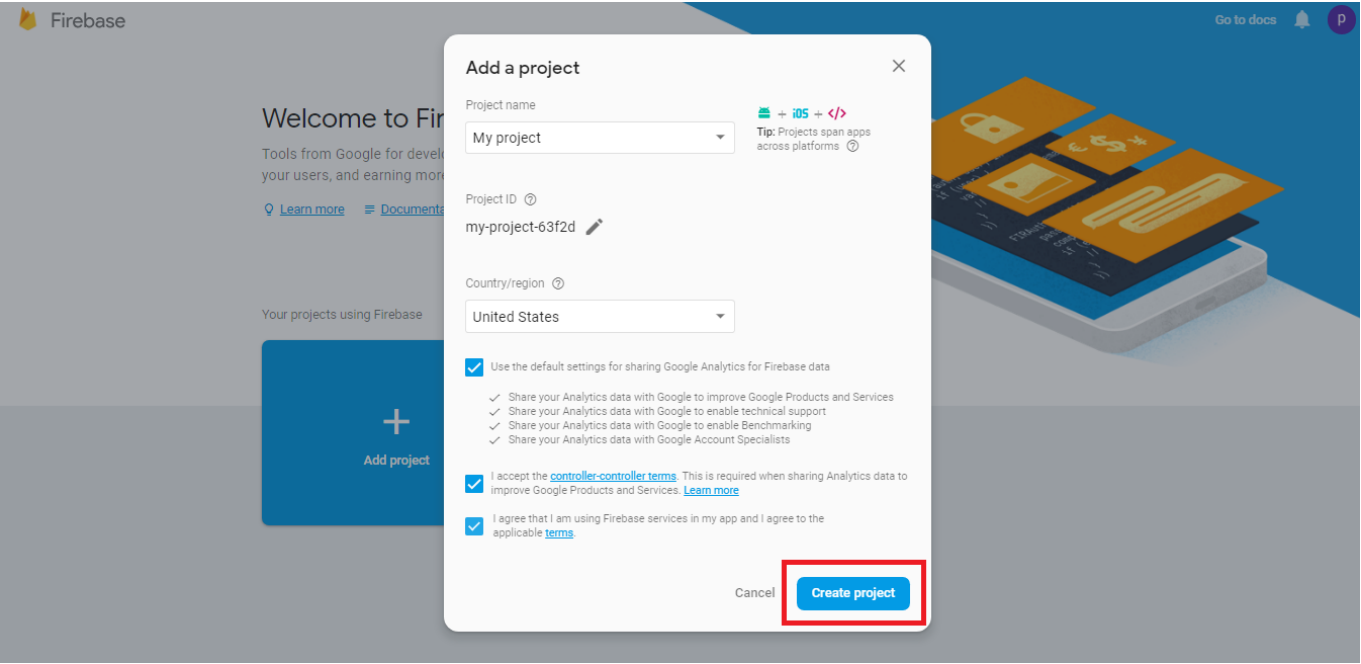 Firebase
Go to docs
p
Add a project
Project name
My project
+ iOS + </>
Tip: Projects span apps
across platforms ?
Project ID ?
my-project-63f2d
Country/region ?
United States
Use the default settings for sharing Google Analytics for Firebase data
Share your Analytics data with Google to improve Google Products and Services
Share your Analytics data with Google to enable technical support
Share your Analytics data with Google to enable Benchmarking
Share your Analytics data with Google Account Specialists
I accept the controller-controller terms. This is required when sharing Analytics data to
improve Google Products and Services. Learn more
I agree that I am using Firebase services in my app and I agree to the
applicable terms.
Cancel
Create project
Welcome to Fir
Tools from Google for develo
your users, and earning more
Learn more
Documenta
Your projects using Firebase
+
Add project